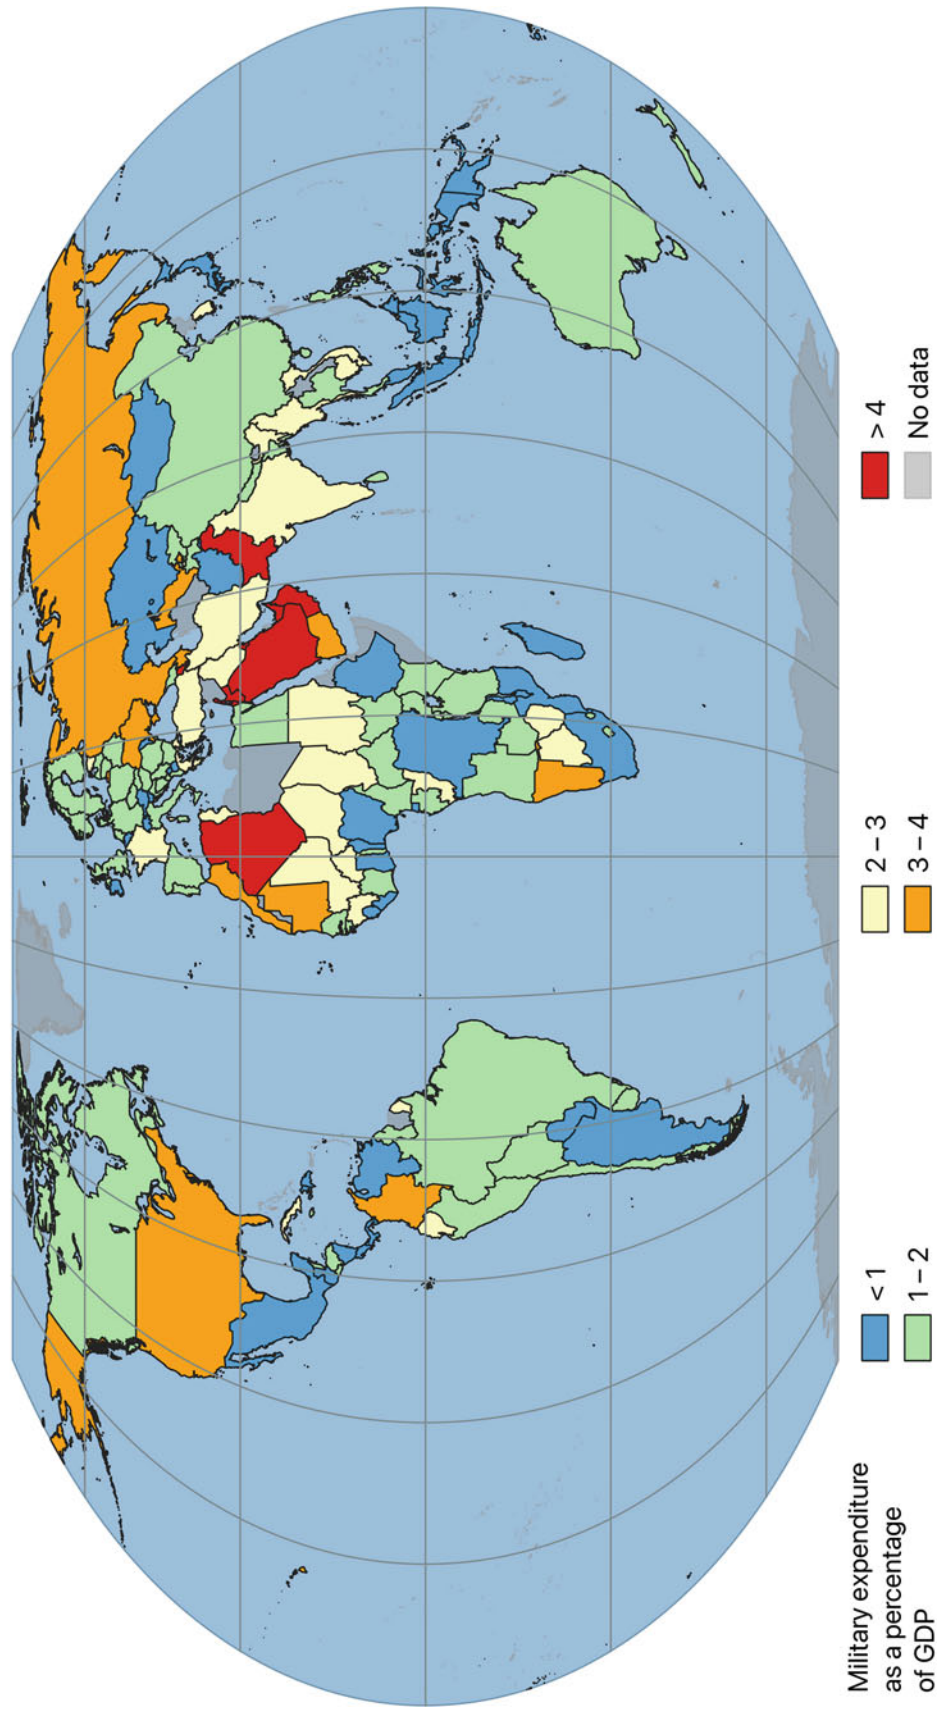 Military expenditure
as a percentage
of GDP
< 1
1 – 2
2 – 3
3 – 4
> 4
No data